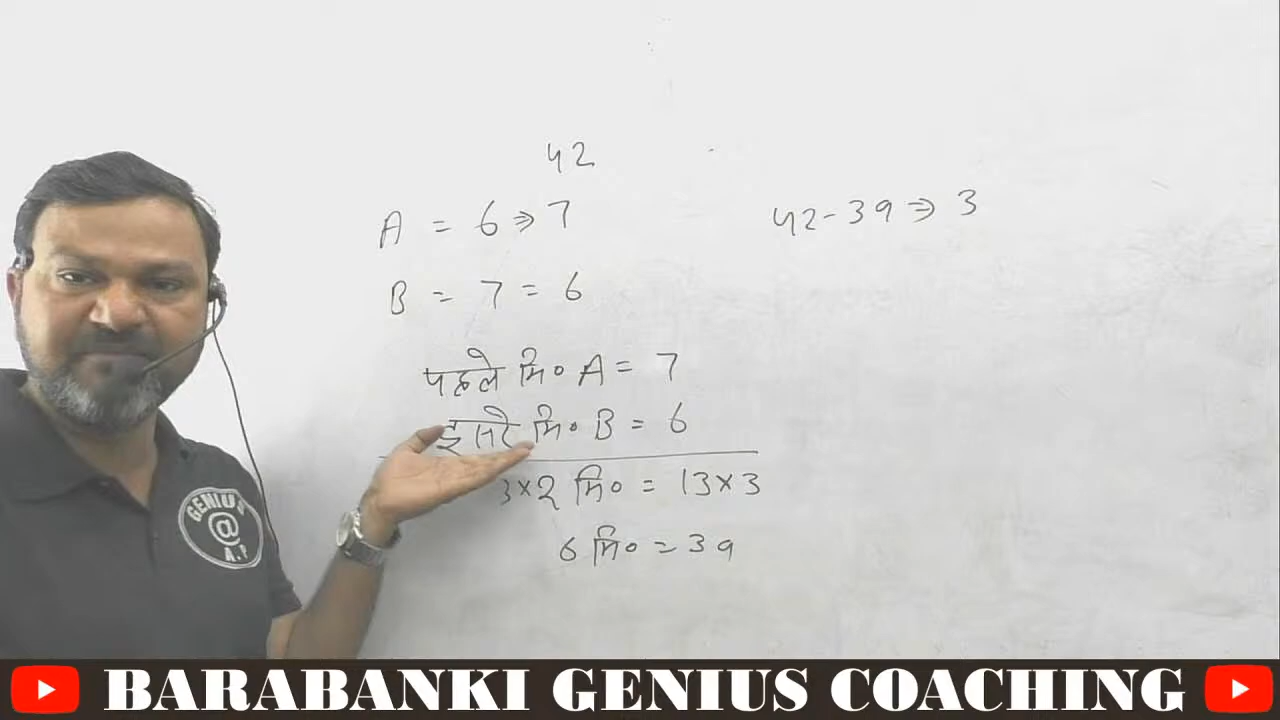 42
A = 6 ⇒ 7
42 - 39 ⇒ 3
B = 7 = 6
पहले मि० A = 7
दूसरे मि० B = 6
3×2 मि० = 13×3
6 मि० = 39
GENIUS
@
A.P
BARABANKI GENIUS COACHING